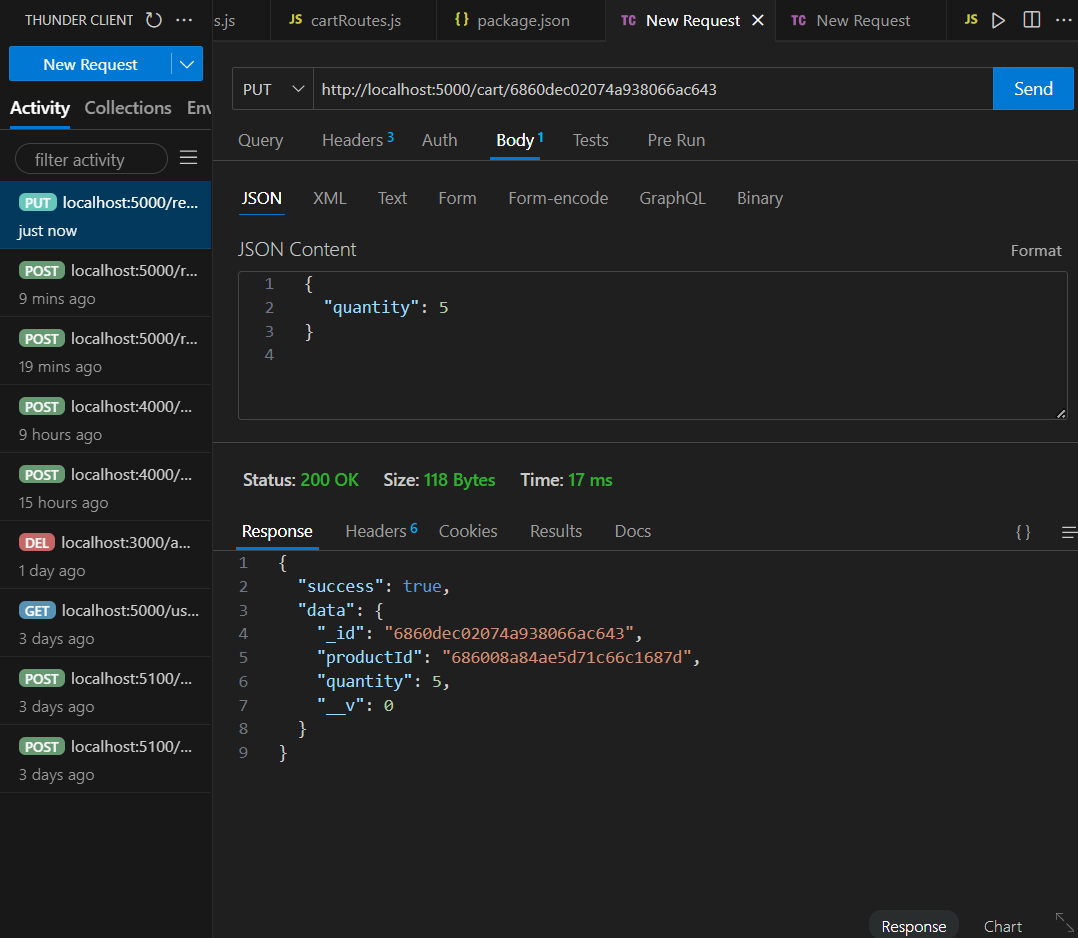 THUNDER CLIENT
s.js
JS cartRoutes.js
{} package.json
TC New Request
TC New Request
JS
New Request
Activity Collections Env
filter activity
PUT localhost:5000/re...
just now
POST localhost:5000/r...
9 mins ago
POST localhost:5000/r...
19 mins ago
POST localhost:4000/...
9 hours ago
POST localhost:4000/...
15 hours ago
DEL localhost:3000/a...
1 day ago
GET localhost:5000/us...
3 days ago
POST localhost:5100/...
3 days ago
POST localhost:5100/...
3 days ago
PUT http://localhost:5000/cart/6860dec02074a938066ac643 Send
Query Headers 3 Auth Body 1 Tests Pre Run
JSON XML Text Form Form-encode GraphQL Binary
JSON Content Format
1 {
2 "quantity": 5
3 }
4
Status: 200 OK Size: 118 Bytes Time: 17 ms
Response Headers 6 Cookies Results Docs {}
1 {
2 "success": true,
3 "data": {
4 "_id": "6860dec02074a938066ac643",
5 "productId": "686008a84ae5d71c66c1687d",
6 "quantity": 5,
7 "__v": 0
8 }
9 }
Response Chart